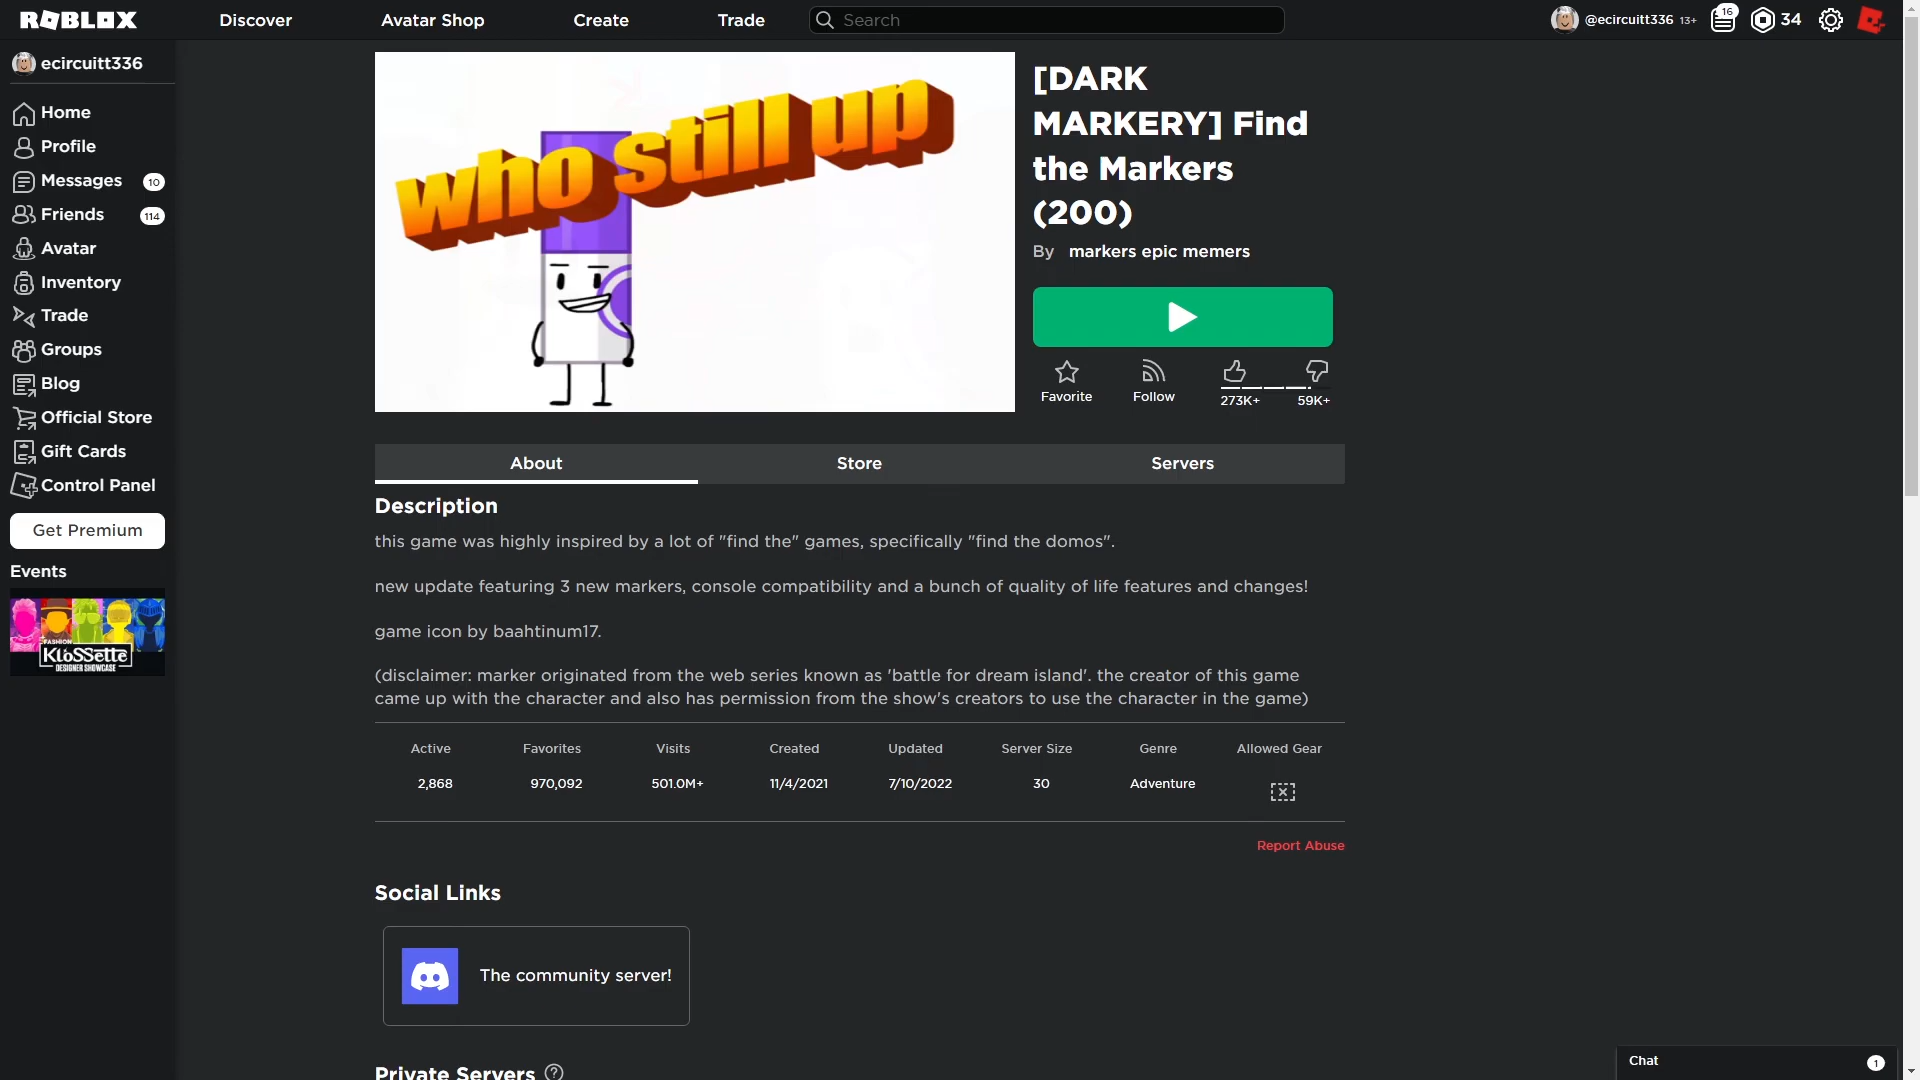 ROBLOX
Discover
Avatar Shop
Create
Trade
Search
@ecircuitt336 13+
16
34
ecircuitt336
Home
Profile
Messages 10
Friends 114
Avatar
Inventory
Trade
Groups
Blog
Official Store
Gift Cards
Control Panel
Get Premium
Events
FASHION
KLOSSETTE
DESIGNER SHOWCASE
who still up
[DARK
MARKERY] Find
the Markers
(200)
By markers epic memers
Favorite
Follow
273K+
59K+
About
Store
Servers
Description
this game was highly inspired by a lot of "find the" games, specifically "find the domos".
new update featuring 3 new markers, console compatibility and a bunch of quality of life features and changes!
game icon by baahtinum17.
(disclaimer: marker originated from the web series known as 'battle for dream island'. the creator of this game
came up with the character and also has permission from the show's creators to use the character in the game)
Active Favorites Visits Created Updated Server Size Genre Allowed Gear
2,868 970,092 501.0M+ 11/4/2021 7/10/2022 30 Adventure
Report Abuse
Social Links
The community server!
Private Servers ?
Chat 1